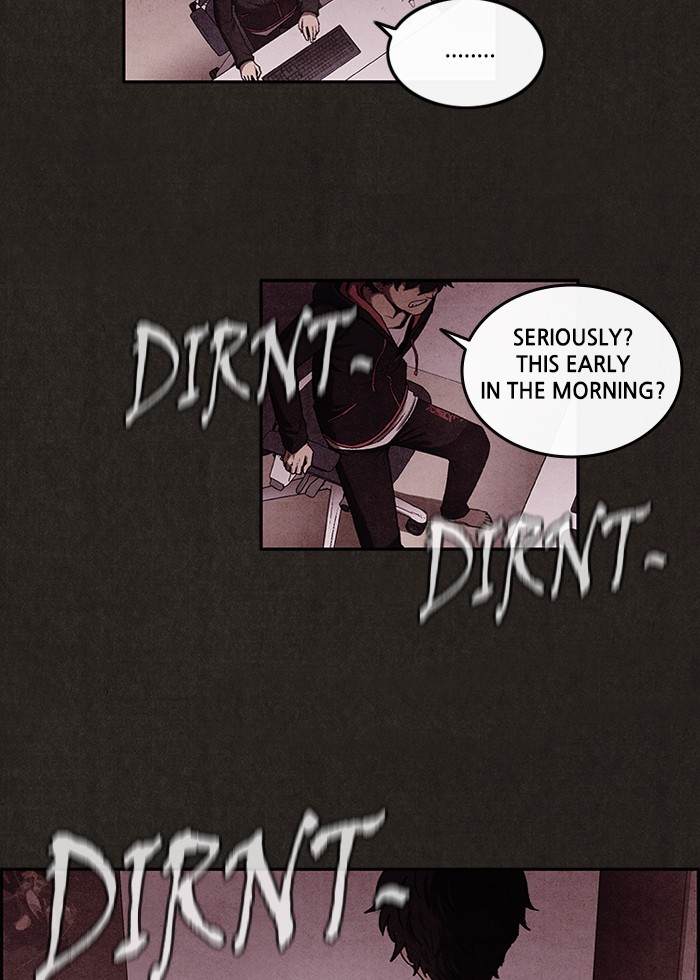 ........
SERIOUSLY?
THIS EARLY
IN THE MORNING?
DIRNT-
DIRNT-
DIRNT-